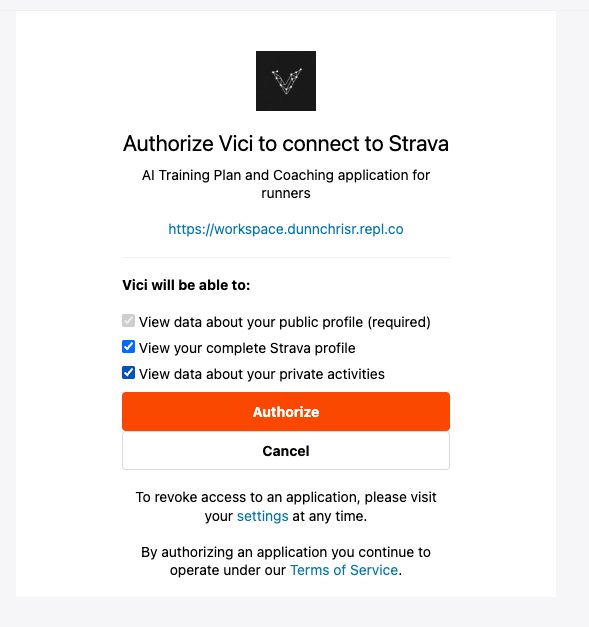 Authorize Vici to connect to Strava
AI Training Plan and Coaching application for
runners
https://workspace.dunnchrisr.repl.co
Vici will be able to:
View data about your public profile (required)
View your complete Strava profile
View data about your private activities
Authorize
Cancel
To revoke access to an application, please visit
your settings at any time.
By authorizing an application you continue to
operate under our Terms of Service.